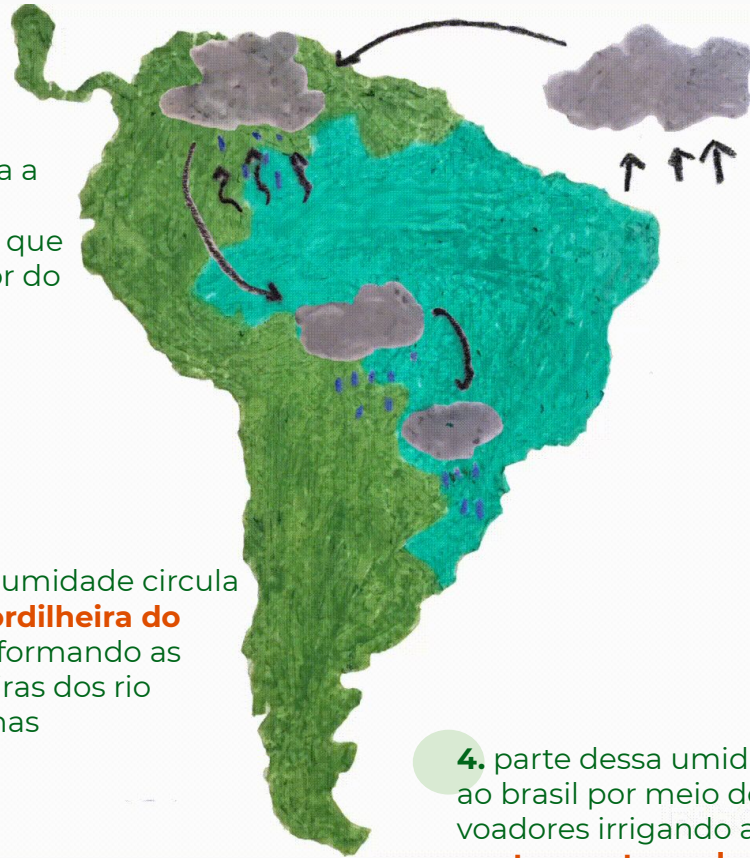 a a
que
or do
umidade circula
ordilheira do
formando as
ras dos rio
nas
4. parte dessa umid
ao brasil por meio d
voadores irrigando a